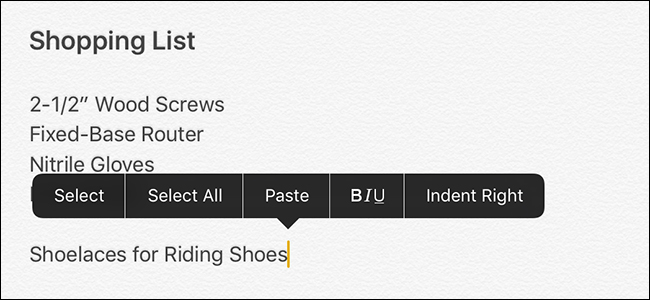 Shopping List
2-1/2” Wood Screws
Fixed-Base Router
Nitrile Gloves
Select Select All Paste BIU Indent Right
Shoelaces for Riding Shoes